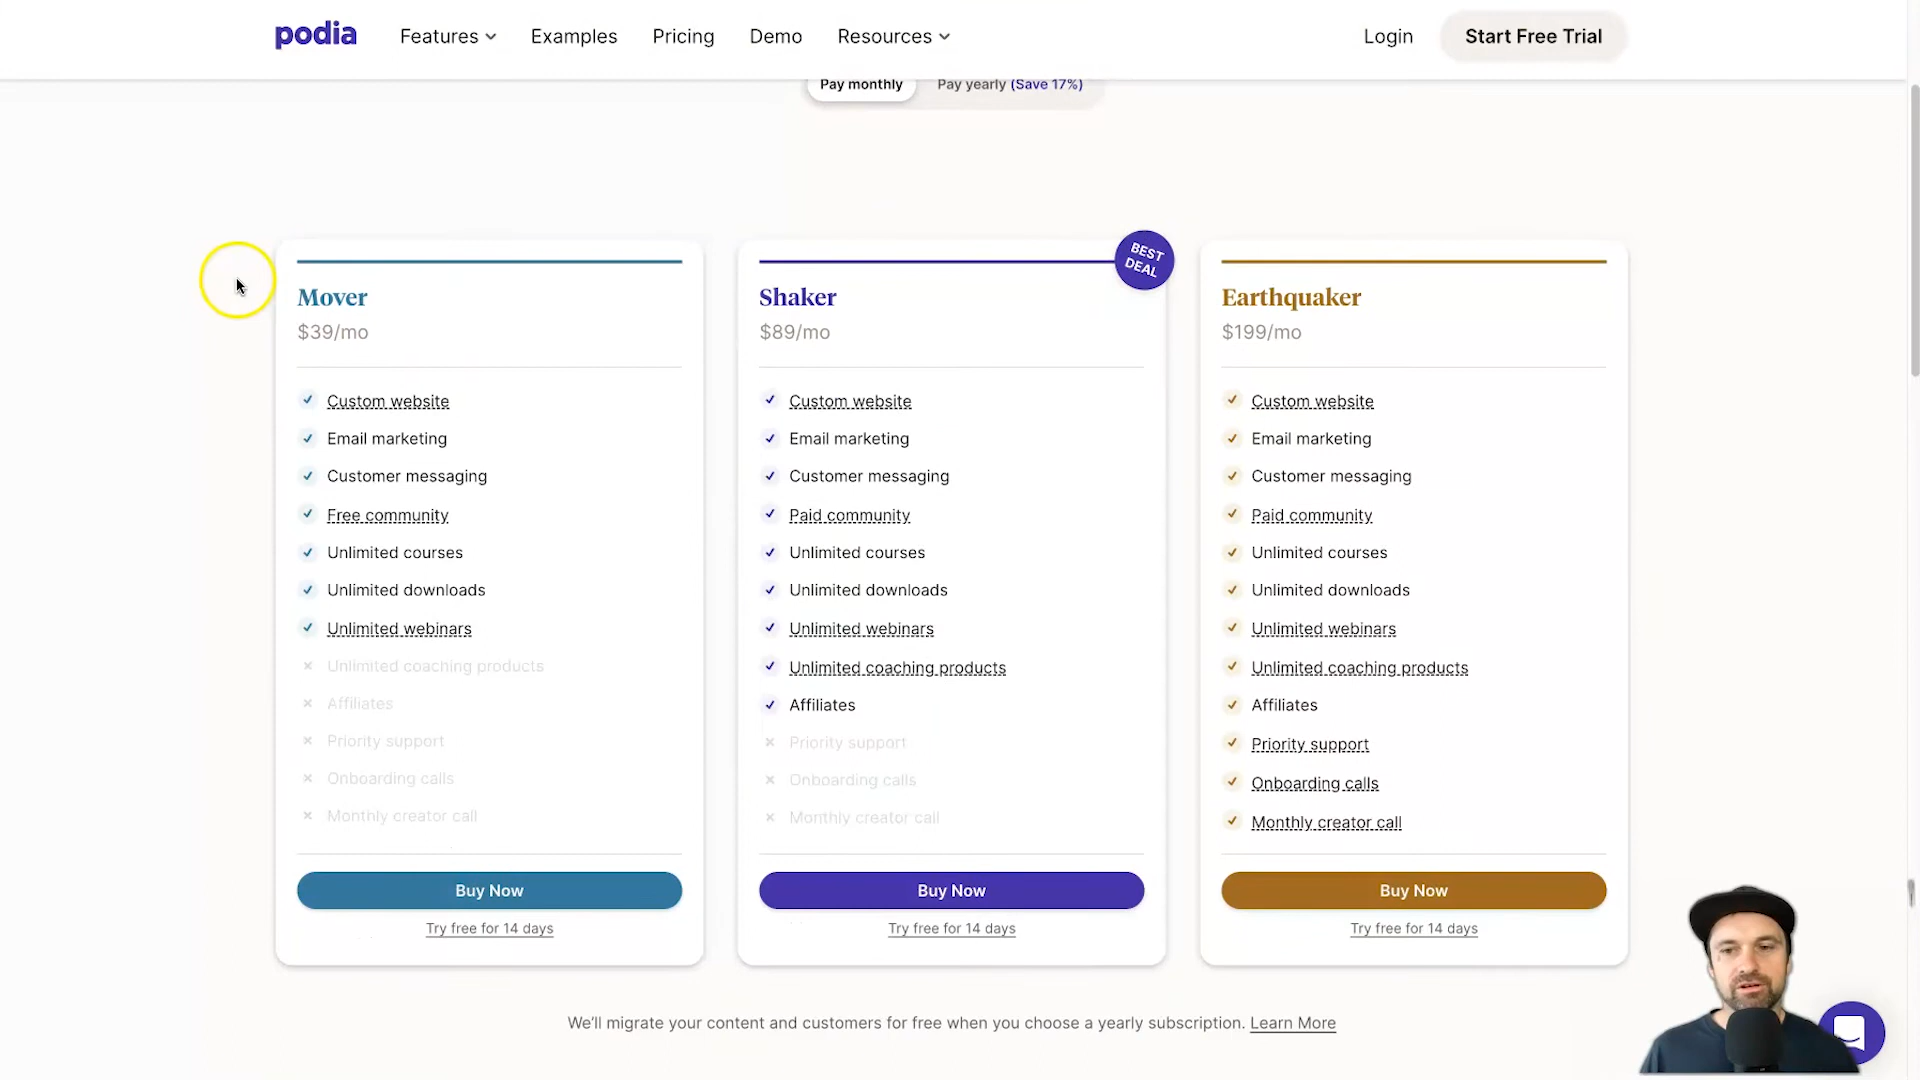 podia
Features
Examples
Pricing
Demo
Resources
Login
Start Free Trial
Pay monthly
Pay yearly (Save 17%)
BEST DEAL
Mover
$39/mo
Custom website
Email marketing
Customer messaging
Free community
Unlimited courses
Unlimited downloads
Unlimited webinars
Unlimited coaching products
Affiliates
Priority support
Onboarding calls
Monthly creator call
Buy Now
Try free for 14 days
Shaker
$89/mo
Custom website
Email marketing
Customer messaging
Paid community
Unlimited courses
Unlimited downloads
Unlimited webinars
Unlimited coaching products
Affiliates
Priority support
Onboarding calls
Monthly creator call
Buy Now
Try free for 14 days
Earthquaker
$199/mo
Custom website
Email marketing
Customer messaging
Paid community
Unlimited courses
Unlimited downloads
Unlimited webinars
Unlimited coaching products
Affiliates
Priority support
Onboarding calls
Monthly creator call
Buy Now
Try free for 14 days
We'll migrate your content and customers for free when you choose a yearly subscription. Learn More